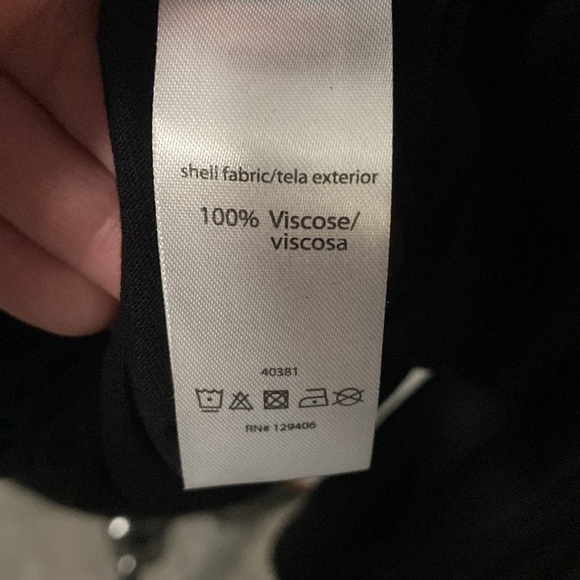 shell fabric/tela exterior
100% Viscose/
viscosa
40381
RN# 129406